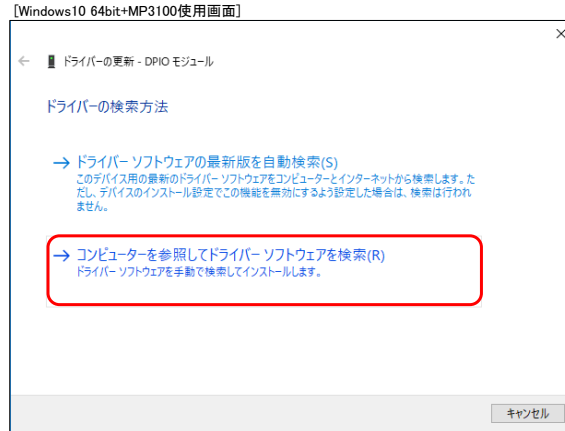 [Windows10 64bit+MP3100使用画面]
ドライバーの更新 - DPIO モジュール
ドライバーの検索方法
→ ドライバー ソフトウェアの最新版を自動検索(S)
このデバイス用の最新のドライバー ソフトウェアをコンピューターとインターネットから検索します。た
だし、デバイスのインストール設定でこの機能を無効にするよう設定した場合は、検索は行われ
ません。
→ コンピューターを参照してドライバー ソフトウェアを検索(R)
ドライバー ソフトウェアを手動で検索してインストールします。
キャンセル